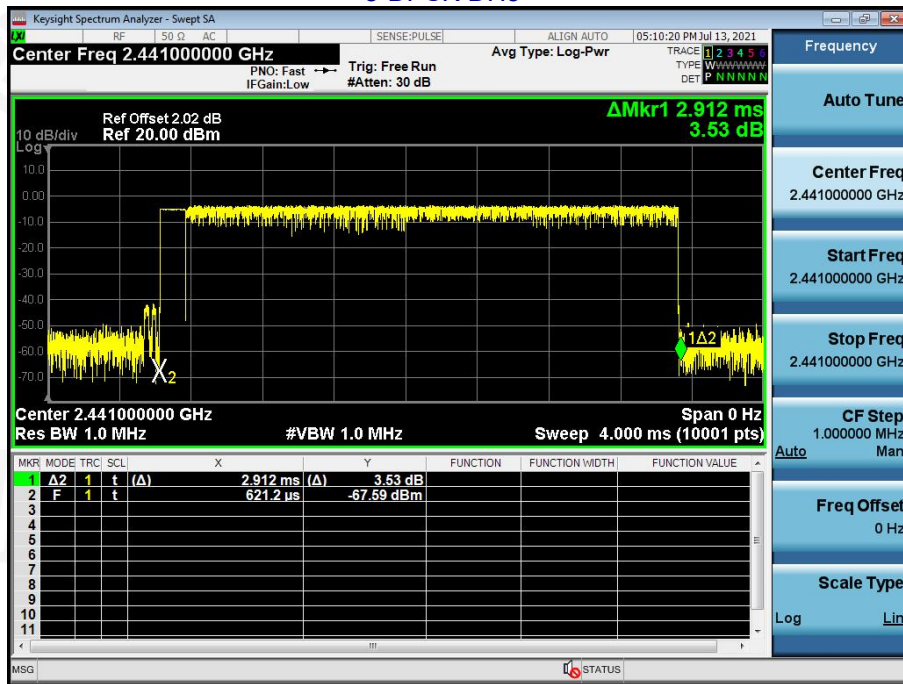 Keysight Spectrum Analyzer - Swept SA
LXI RF 50 Ω AC SENSE:PULSE ALIGN AUTO 05:10:20 PM Jul 13, 2021
Center Freq 2.441000000 GHz
PNO: Fast
IFGain:Low
Trig: Free Run
#Atten: 30 dB
Avg Type: Log-Pwr
TRACE 1 2 3 4 5 6
TYPE WWWWWWW
DET P N N N N N
Frequency
Auto Tune
Center Freq
2.441000000 GHz
Start Freq
2.441000000 GHz
Stop Freq
2.441000000 GHz
CF Step
1.000000 MHz
Auto Man
Freq Offset
0 Hz
Scale Type
Log Lin
ΔMkr1 2.912 ms
3.53 dB
Ref Offset 2.02 dB
10 dB/div Ref 20.00 dBm
Log
10.0
0.00
-10.0
-20.0
-30.0
-40.0
-50.0
-60.0
-70.0
1Δ2
X2
Center 2.441000000 GHz Span 0 Hz
Res BW 1.0 MHz #VBW 1.0 MHz Sweep 4.000 ms (10001 pts)
MKR MODE TRC SCL X Y FUNCTION FUNCTION WIDTH FUNCTION VALUE
1 Δ2 1 t (Δ) 2.912 ms (Δ) 3.53 dB
2 F 1 t 621.2 µs -67.59 dBm
3
4
5
6
7
8
9
10
11
MSG STATUS